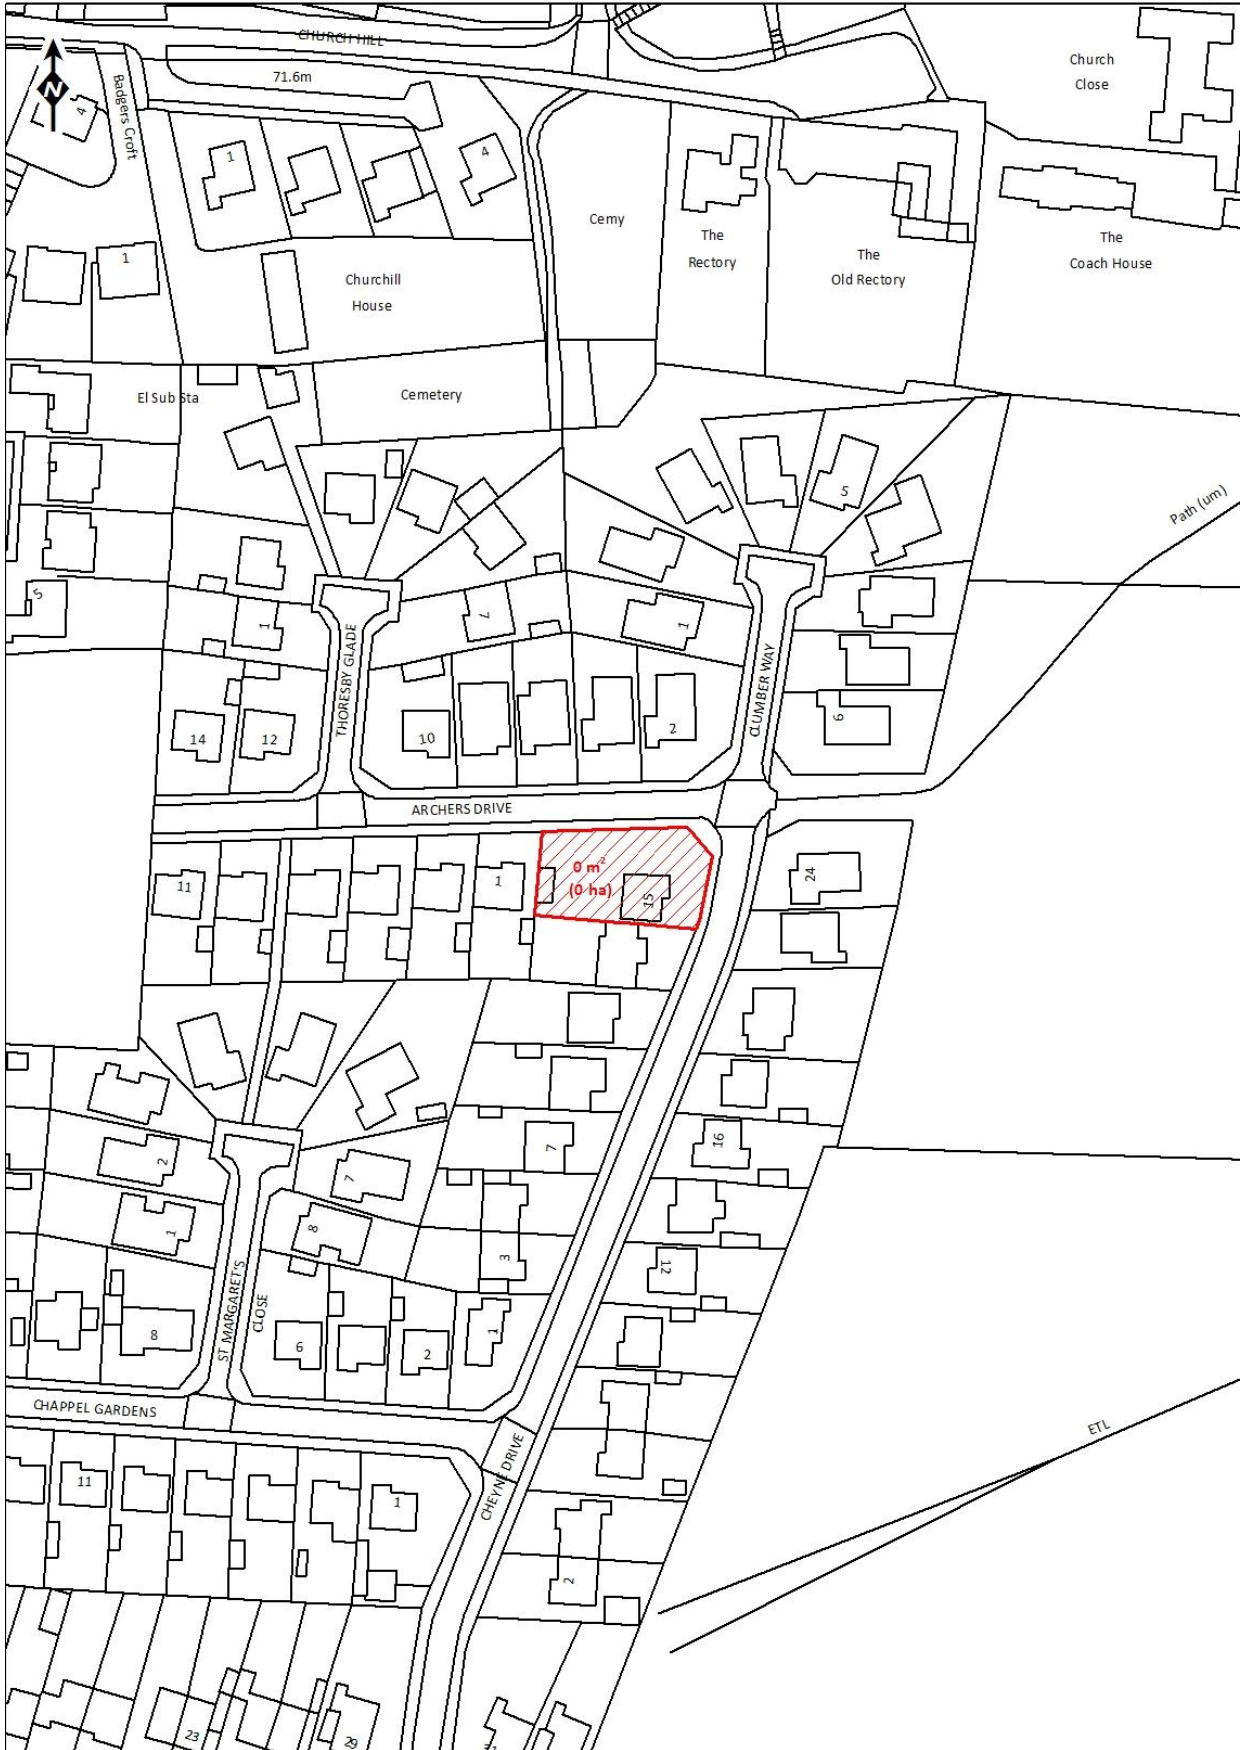 CHURCH HILL
71.6m
Church
Close
N
4
Badgers Croft
1
4
Cemy
The
Rectory
The
Old Rectory
The
Coach House
1
Churchill
House
El Sub Sta
Cemetery
5
Path (um)
5
1
7
1
THORESBY GLADE
CLUMBER WAY
14
12
10
2
6
ARCHERS DRIVE
11
1
0 m²
(0 ha)
15
24
7
16
2
7
1
8
3
12
ST MARGARET'S
CLOSE
8
6
2
1
CHAPPEL GARDENS
ETL
CHEYNE DRIVE
11
1
2
23
29